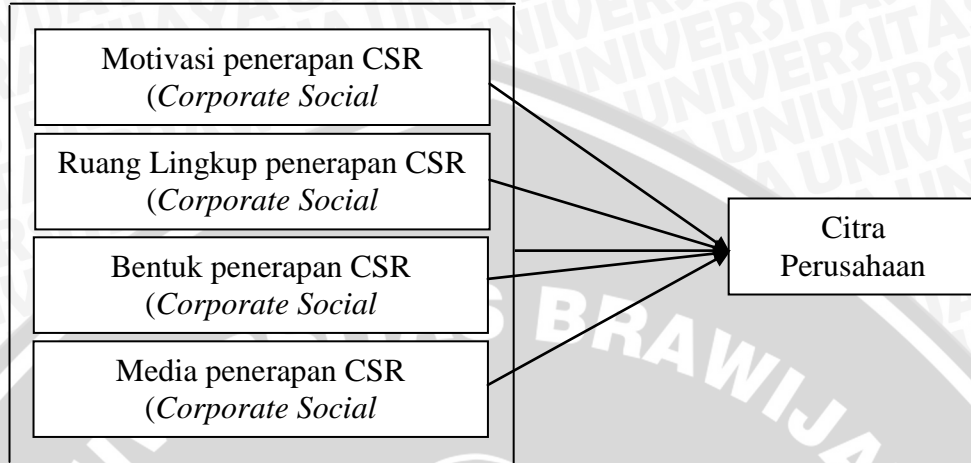 Motivasi penerapan CSR
(Corporate Social
Ruang Lingkup penerapan CSR
(Corporate Social
Bentuk penerapan CSR
(Corporate Social
Media penerapan CSR
(Corporate Social
Citra
Perusahaan
BRAWIJA